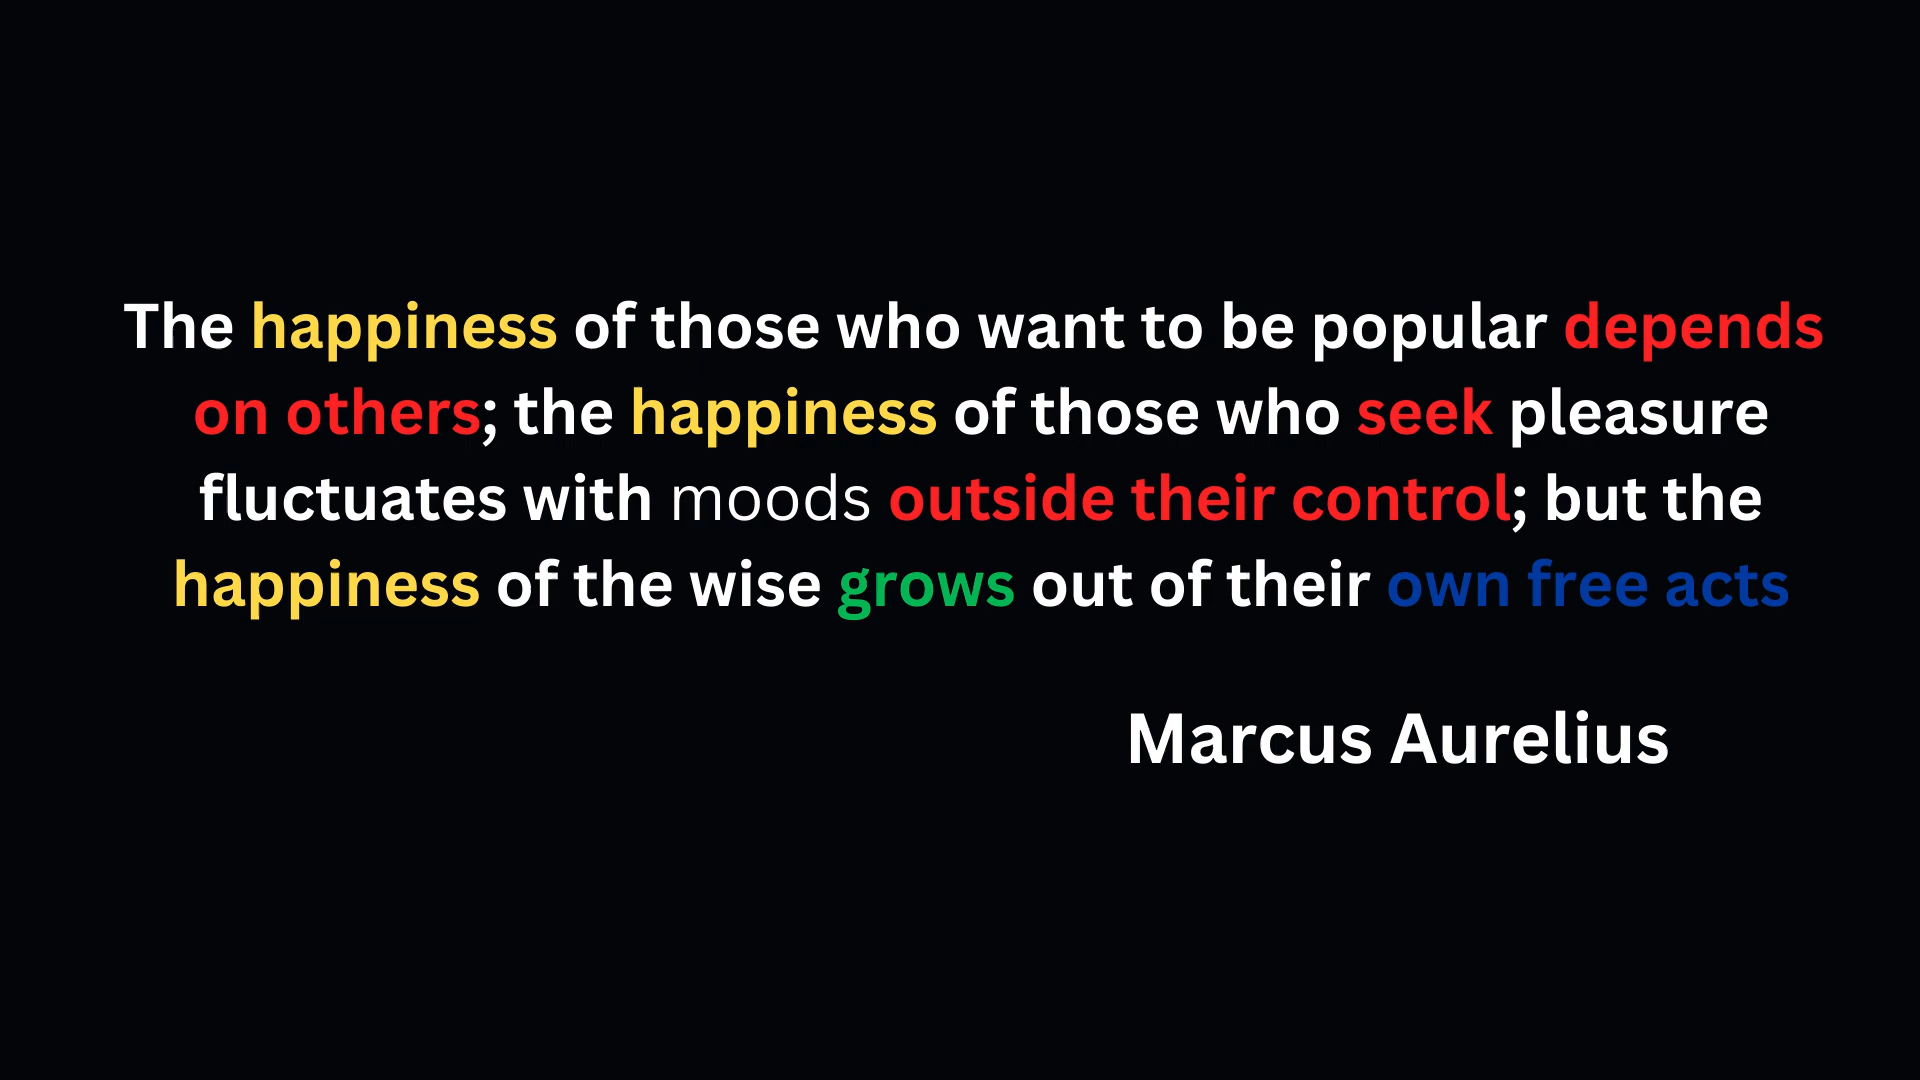 The happiness of those who want to be popular depends
on others; the happiness of those who seek pleasure
fluctuates with moods outside their control; but the
happiness of the wise grows out of their own free acts
Marcus Aurelius